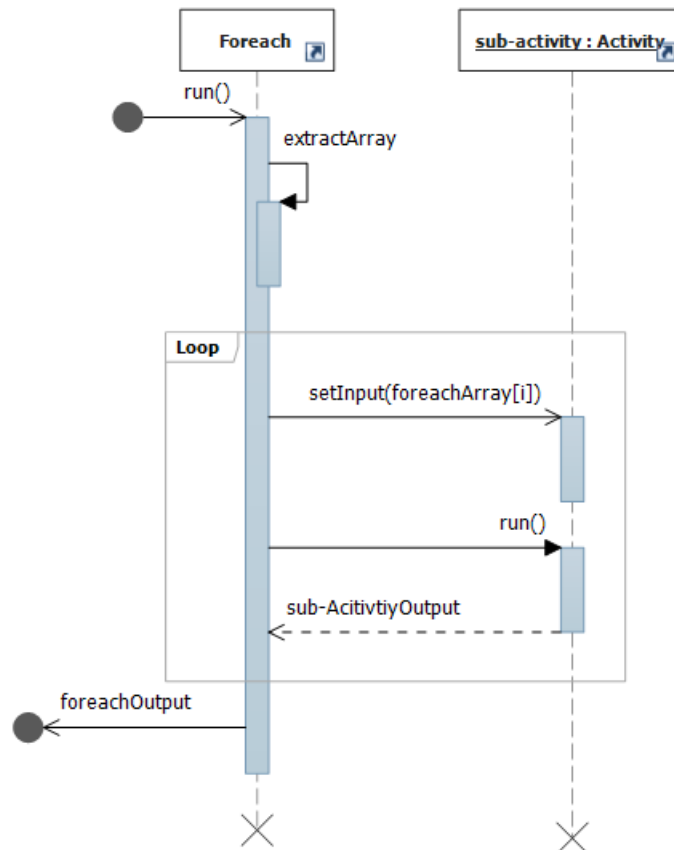 Foreach
sub-activity : Activity
run()
extractArray
Loop
setInput(foreachArray[i])
run()
sub-AcitivtiyOutput
foreachOutput